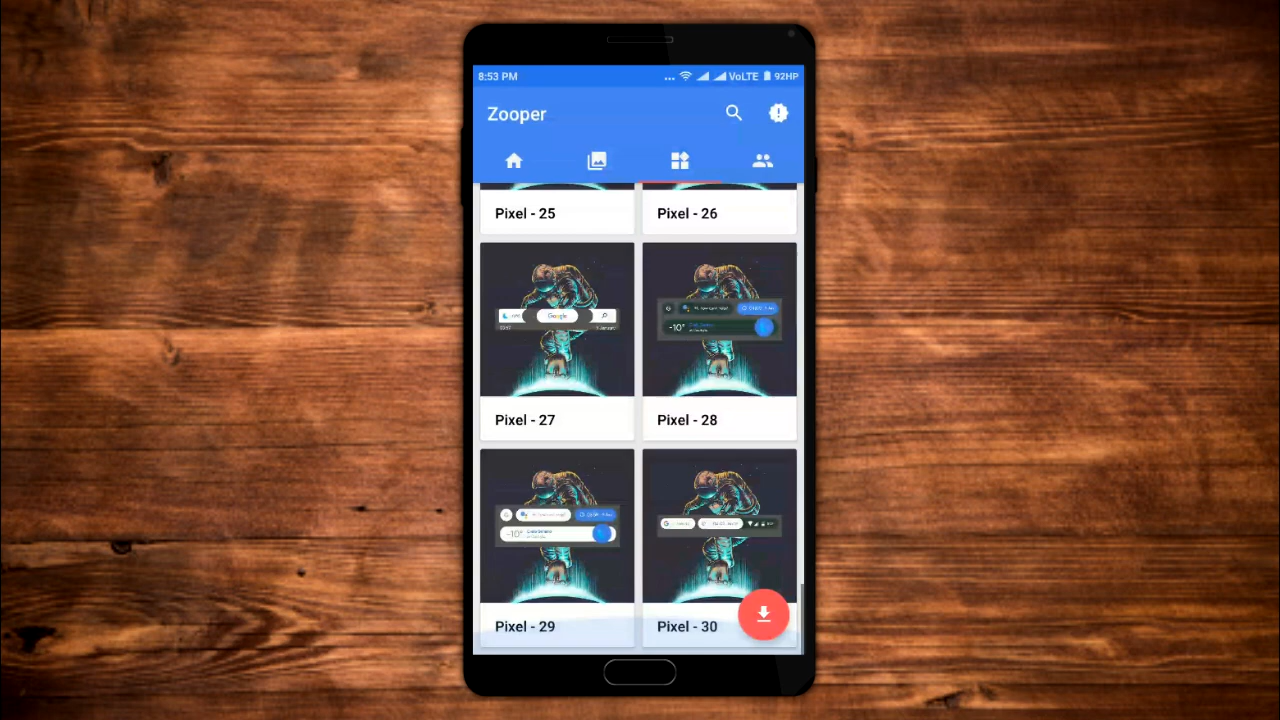 8:53 PM
... VoLTE 92HP
Zooper
Pixel - 25
Pixel - 26
Google
-10°
Pixel - 27
Pixel - 28
-10°
Pixel - 29
Pixel - 30